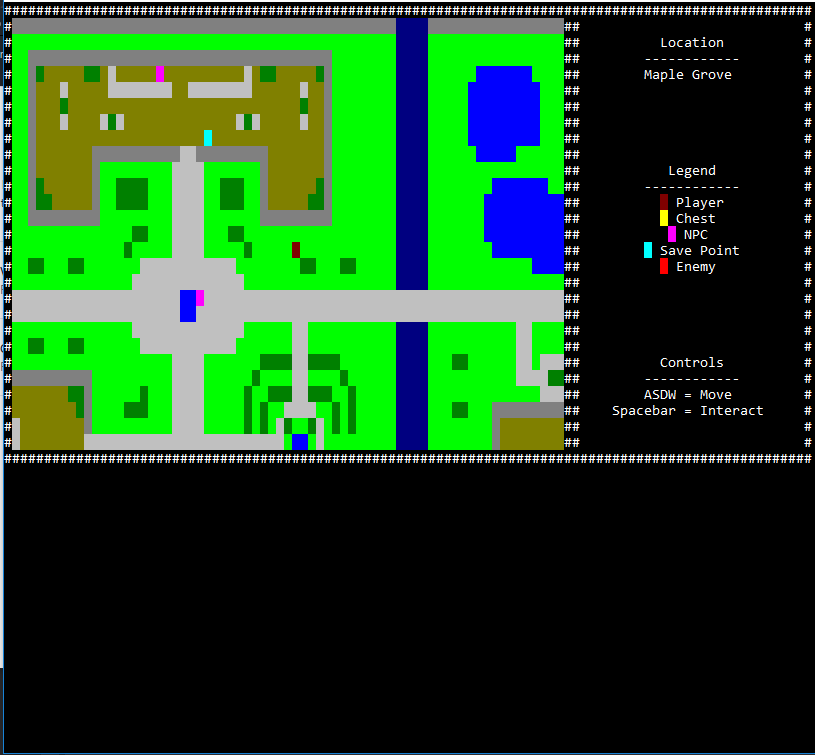 Location
------------
Maple Grove
Legend
------------
Player
Chest
NPC
Save Point
Enemy
Controls
------------
ASDW = Move
Spacebar = Interact